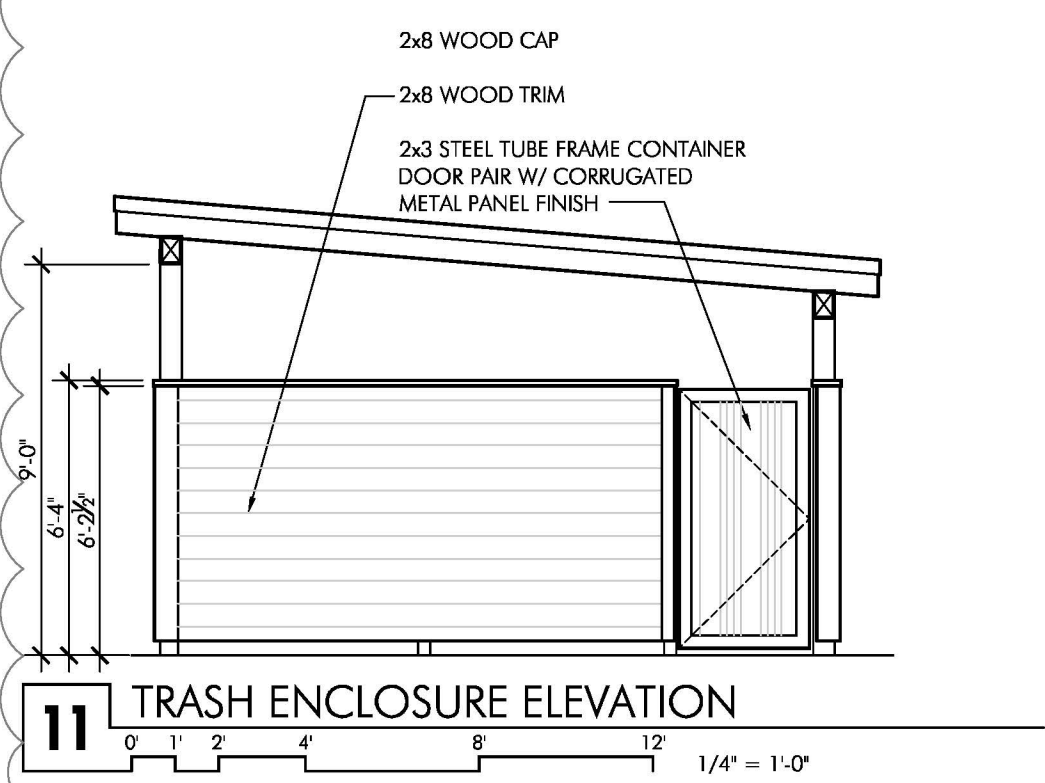 2x8 WOOD CAP
2x8 WOOD TRIM
2x3 STEEL TUBE FRAME CONTAINER
DOOR PAIR W/ CORRUGATED
METAL PANEL FINISH
9'-0"
6'-4"
6'-2½"
11
TRASH ENCLOSURE ELEVATION
0' 1' 2' 4' 8' 12'
1/4" = 1'-0"